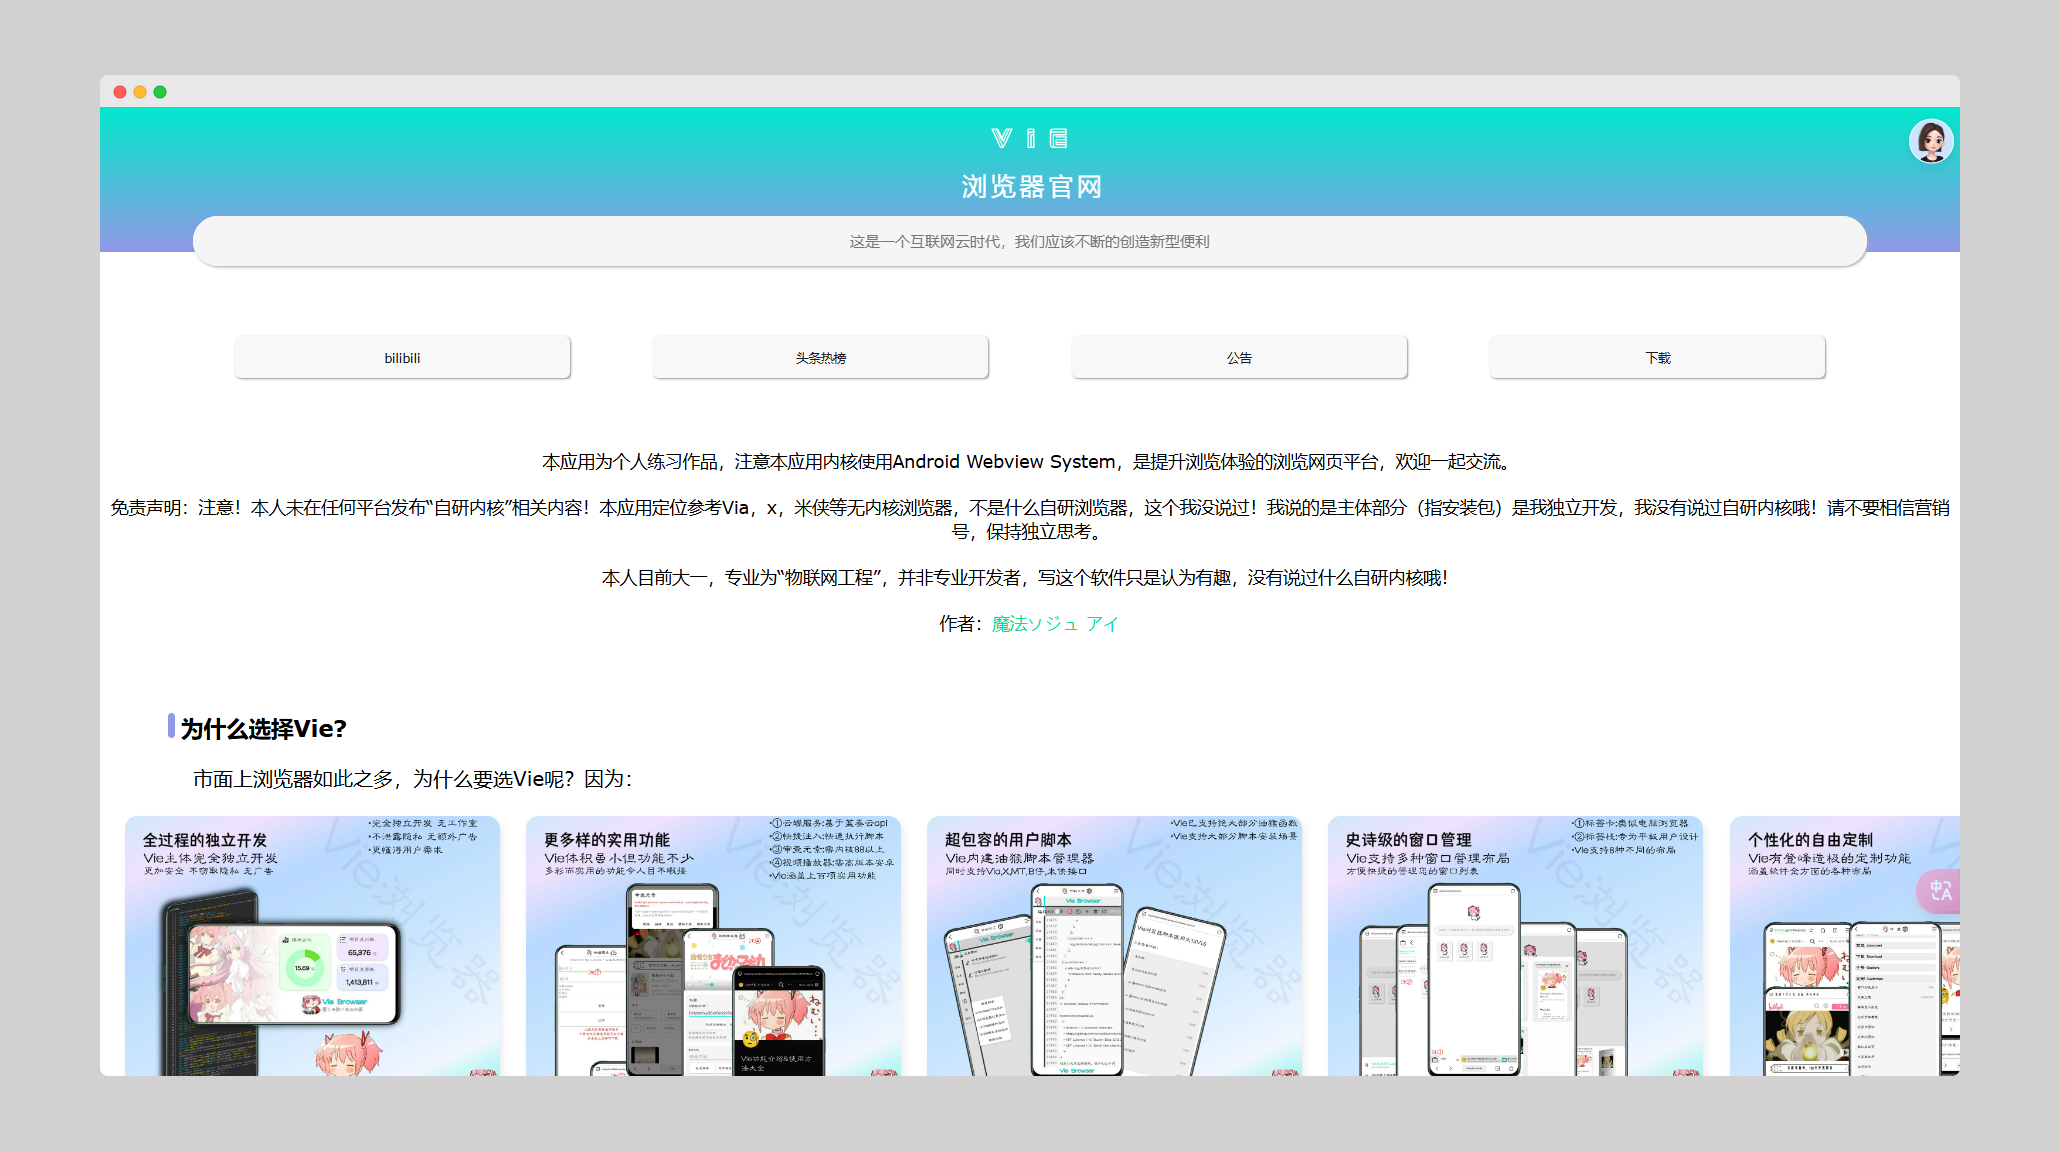 ViE
浏览器官网
这是一个互联网云时代，我们应该不断的创造新型便利
bilibili
头条热榜
公告
下载
本应用为个人练习作品，注意本应用内核使用Android Webview System，是提升浏览体验的浏览网页平台，欢迎一起交流。
免责声明：注意！本人未在任何平台发布“自研内核”相关内容！本应用定位参考Via，x，米侠等无内核浏览器，不是什么自研浏览器，这个我没说过！我说的是主体部分（指安装包）是我独立开发，我没有说过自研内核哦！请不要相信营销
号，保持独立思考。
本人目前大一，专业为“物联网工程”，并非专业开发者，写这个软件只是认为有趣，没有说过什么自研内核哦！
作者：魔法ソジュ アイ
为什么选择Vie?
市面上浏览器如此之多，为什么要选Vie呢？因为：
全过程的独立开发
Vie主体完全独立开发
更加安全 不窃取隐私 无广告
•完全独立开发 无工作室
•不泄露隐私 无额外广告
•更懂得用户需求
15.69
65,376
1,413,811
Vie Browser
更多样的实用功能
Vie体积虽小但功能不少
多彩而实用的功能令人目不暇接
•①云媒服务:基于蓝奏云api
•②快捷注入:快速执行脚本
•③审查元素:需内核88以上
•④视频播放器:需高版本安卓
•Vie涵盖上百项实用功能
Vie功能介绍&使用方
法大全
超包容的用户脚本
Vie内建油猴脚本管理器
同时支持Via,X,MT,B仔,米侠接口
•Vie已支持绝大部分油猴函数
•Vie支持大部分脚本安装场景
Vie Browser
Vie Browser
史诗级的窗口管理
Vie支持多种窗口管理布局
方便快捷的管理您的窗口列表
•①标签卡:类似电脑浏览器
•②标签栈:专为平板用户设计
•Vie支持8种不同的布局
个性化的自由定制
Vie有登峰造极的定制功能
涵盖软件全方面的各种布局